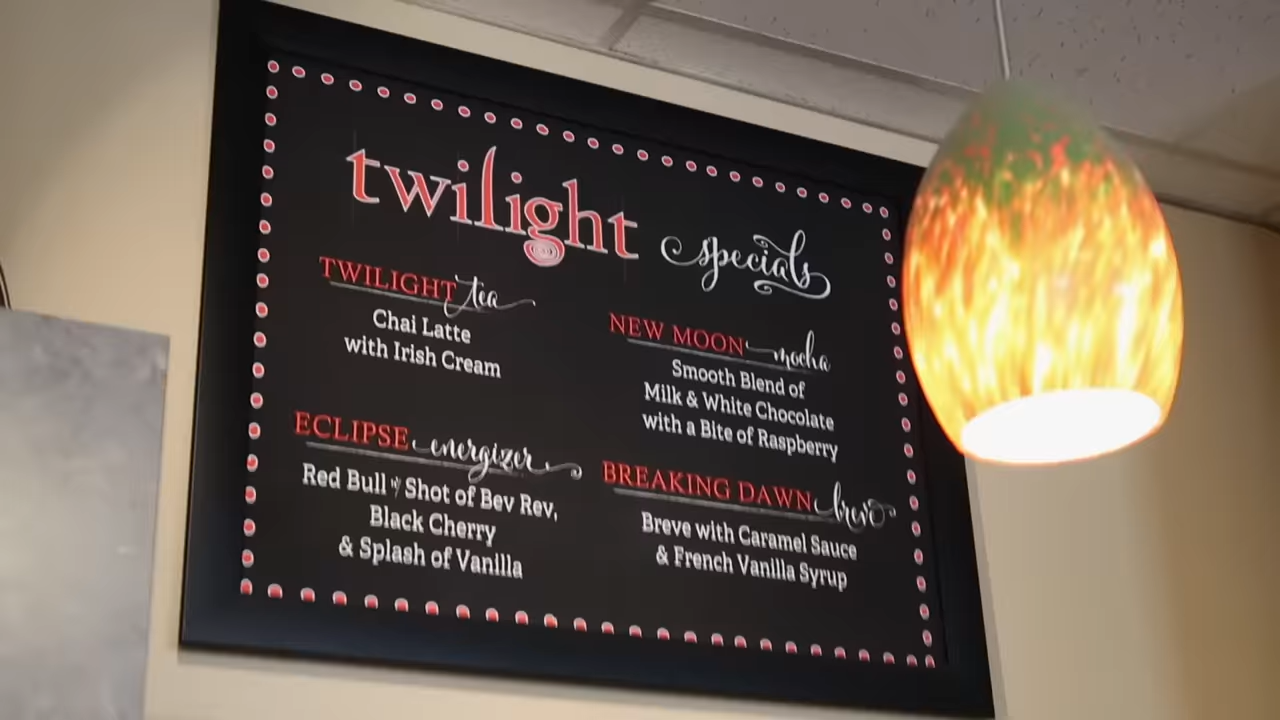 twilight specials
TWILIGHT tea
Chai Latte
with Irish Cream
NEW MOON mocha
Smooth Blend of
Milk & White Chocolate
with a Bite of Raspberry
ECLIPSE energizer
Red Bull w/ Shot of Bev Rev,
Black Cherry
& Splash of Vanilla
BREAKING DAWN brevo
Breve with Caramel Sauce
& French Vanilla Syrup